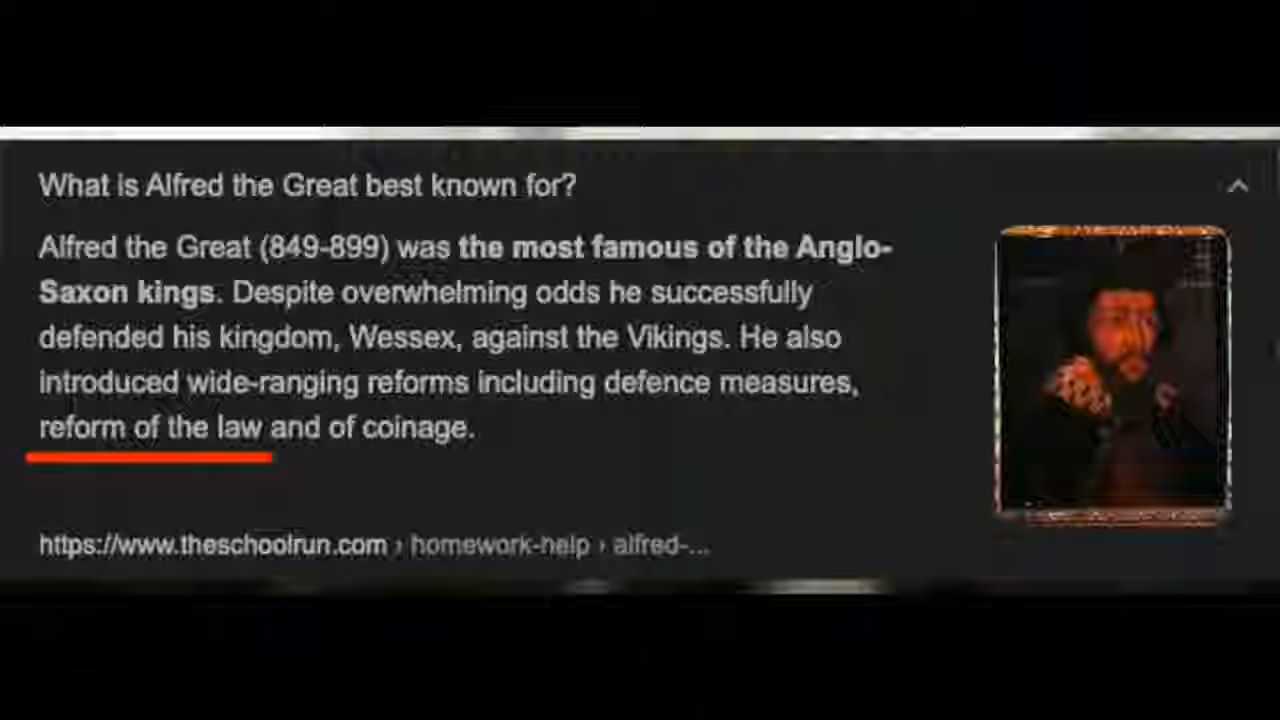 What is Alfred the Great best known for?
Alfred the Great (849-899) was the most famous of the Anglo-
Saxon kings. Despite overwhelming odds he successfully
defended his kingdom, Wessex, against the Vikings. He also
introduced wide-ranging reforms including defence measures,
reform of the law and of coinage.
https://www.theschoolrun.com › homework-help › alfred-...